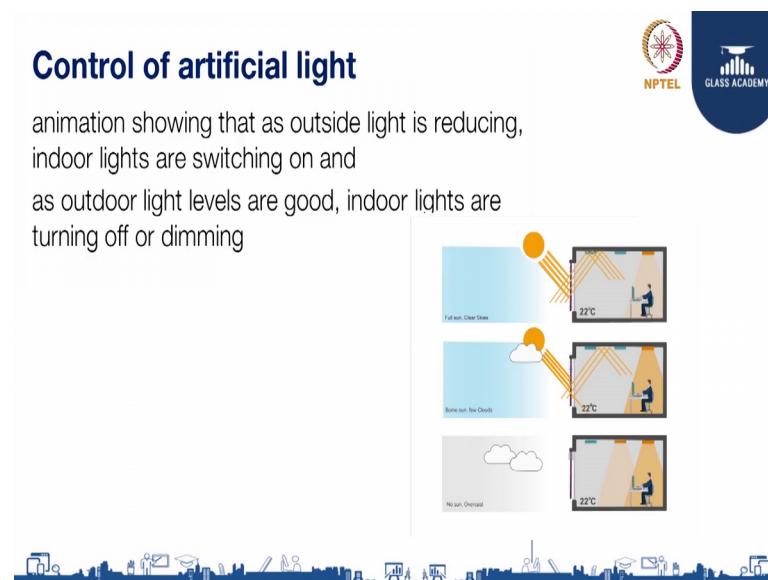 Control of artificial light
NPTEL
GLASS ACADEMY
animation showing that as outside light is reducing,
indoor lights are switching on and
as outdoor light levels are good, indoor lights are
turning off or dimming
22°C
Full sun, Clear Skies
22°C
Some sun, few Clouds
22°C
No sun, Overcast